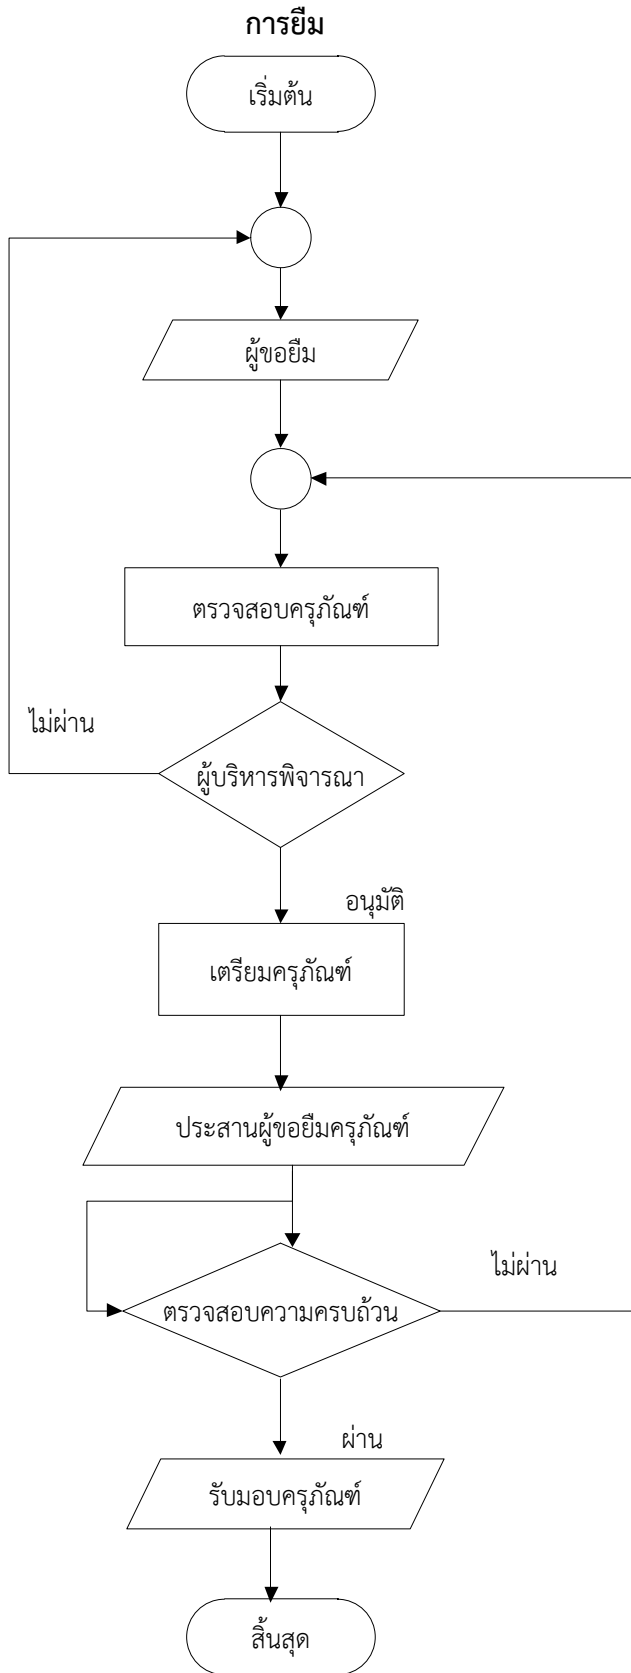 การยืม
เริ่มต้น
ผู้ขอยืม
ตรวจสอบครุภัณฑ์
ไม่ผ่าน
ผู้บริหารพิจารณา
อนุมัติ
เตรียมครุภัณฑ์
ประสานผู้ขอยืมครุภัณฑ์
ไม่ผ่าน
ตรวจสอบความครบถ้วน
ผ่าน
รับมอบครุภัณฑ์
สิ้นสุด